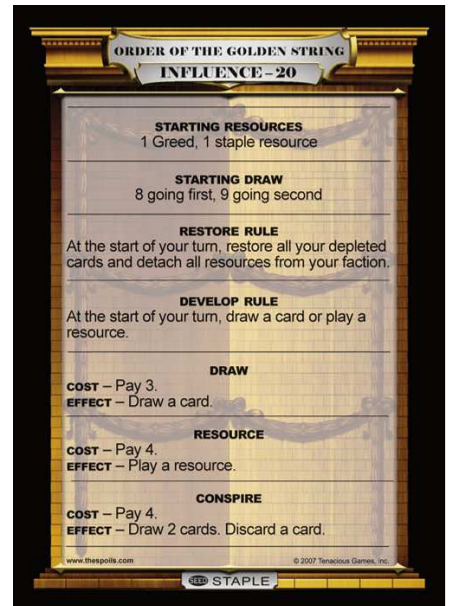 ORDER OF THE GOLDEN STRING
INFLUENCE – 20
STARTING RESOURCES
1 Greed, 1 staple resource
STARTING DRAW
8 going first, 9 going second
RESTORE RULE
At the start of your turn, restore all your depleted
cards and detach all resources from your faction.
DEVELOP RULE
At the start of your turn, draw a card or play a
resource.
DRAW
COST – Pay 3.
EFFECT – Draw a card.
RESOURCE
COST – Pay 4.
EFFECT – Play a resource.
CONSPIRE
COST – Pay 4.
EFFECT – Draw 2 cards. Discard a card.
www.thespoils.com © 2007 Tenacious Games, Inc.
SEED STAPLE